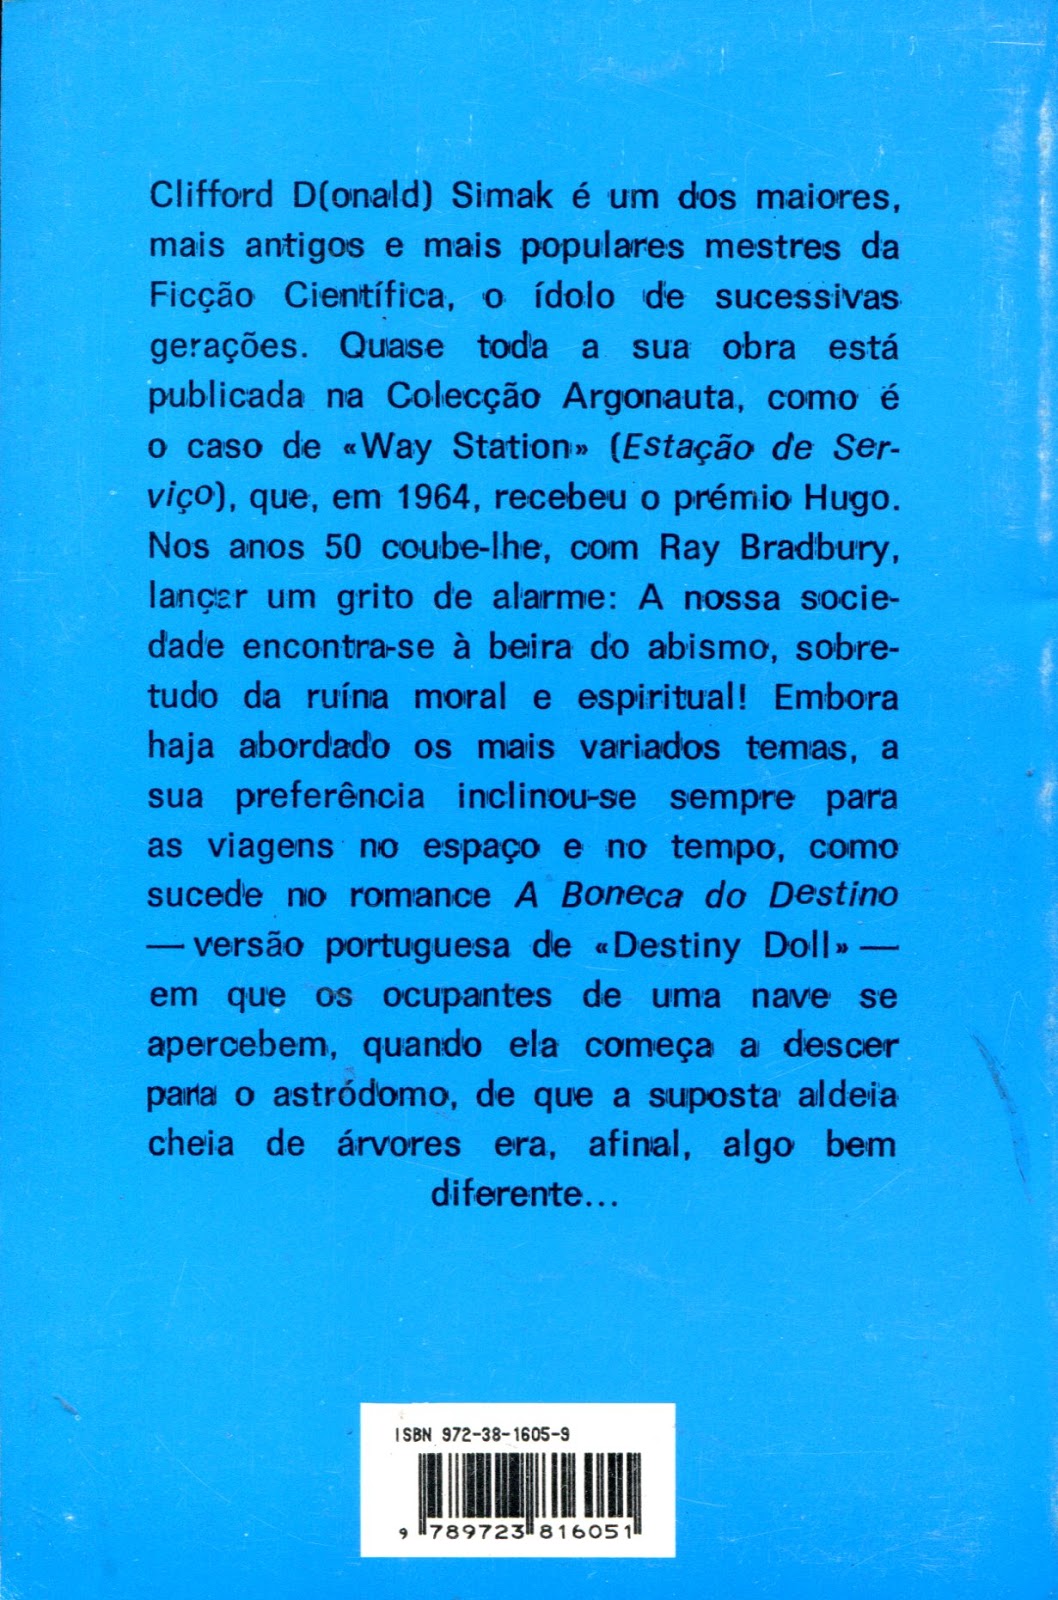 Clifford D(onald) Simak é um dos maiores,
mais antigos e mais populares mestres da
Ficção Científica, o ídolo de sucessivas
gerações. Quase toda a sua obra está
publicada na Colecção Argonauta, como é
o caso de «Way Station» (Estação de Ser-
viço), que, em 1964, recebeu o prémio Hugo.
Nos anos 50 coube-lhe, com Ray Bradbury,
lançar um grito de alarme: A nossa socie-
dade encontra-se à beira do abismo, sobre-
tudo da ruína moral e espiritual! Embora
haja abordado os mais variados temas, a
sua preferência inclinou-se sempre para
as viagens no espaço e no tempo, como
sucede no romance A Boneca do Destino
— versão portuguesa de «Destiny Doll» —
em que os ocupantes de uma nave se
apercebem, quando ela começa a descer
para o astródomo, de que a suposta aldeia
cheia de árvores era, afinal, algo bem
diferente...
ISBN 972-38-1605-9
9 789723 816051